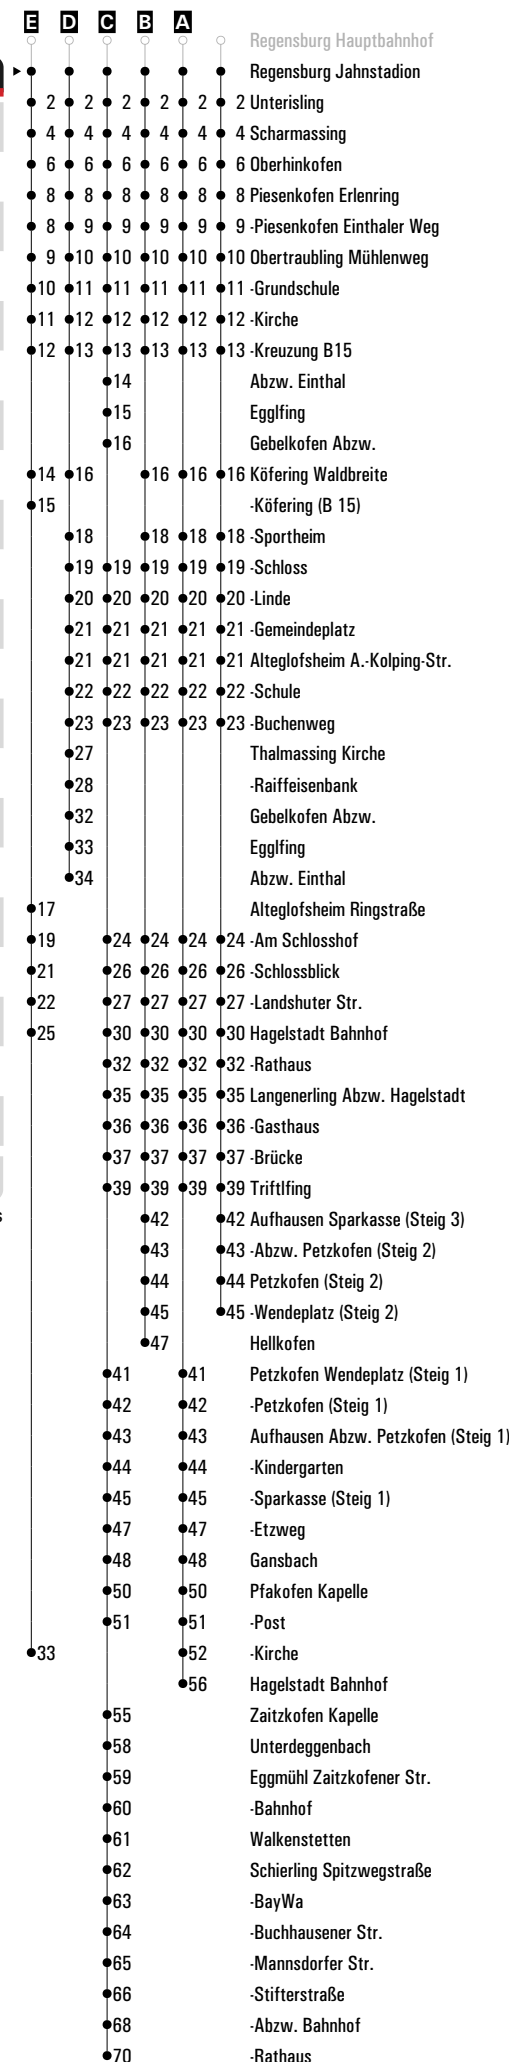 E D C B A
Regensburg Hauptbahnhof
Regensburg Jahnstadion
2 2 2 2 2 2 Unterisling
4 4 4 4 4 4 Scharmassing
6 6 6 6 6 6 Oberhinkofen
8 8 8 8 8 8 Piesenkofen Erlenring
8 9 9 9 9 9 -Piesenkofen Einthaler Weg
9 10 10 10 10 10 Obertraubling Mühlenweg
10 11 11 11 11 11 -Grundschule
11 12 12 12 12 12 -Kirche
12 13 13 13 13 13 -Kreuzung B15
14 Abzw. Einthal
15 Egglfing
16 Gebelkofen Abzw.
14 16 16 16 16 Köfering Waldbreite
15 -Köfering (B 15)
18 18 18 18 -Sportheim
19 19 19 19 19 -Schloss
20 20 20 20 20 -Linde
21 21 21 21 21 -Gemeindeplatz
21 21 21 21 21 Alteglofsheim A.-Kolping-Str.
22 22 22 22 22 -Schule
23 23 23 23 23 -Buchenweg
27 Thalmassing Kirche
28 -Raiffeisenbank
32 Gebelkofen Abzw.
33 Egglfing
34 Abzw. Einthal
17 Alteglofsheim Ringstraße
19 24 24 24 24 -Am Schlosshof
21 26 26 26 26 -Schlossblick
22 27 27 27 27 -Landshuter Str.
25 30 30 30 30 Hagelstadt Bahnhof
32 32 32 32 -Rathaus
35 35 35 35 Langenerling Abzw. Hagelstadt
36 36 36 36 -Gasthaus
37 37 37 37 -Brücke
39 39 39 39 Triftlfing
s
42 42 Aufhausen Sparkasse (Steig 3)
43 43 -Abzw. Petzkofen (Steig 2)
44 44 Petzkofen (Steig 2)
45 45 -Wendeplatz (Steig 2)
47 Hellkofen
41 41 Petzkofen Wendeplatz (Steig 1)
42 42 -Petzkofen (Steig 1)
43 43 Aufhausen Abzw. Petzkofen (Steig 1)
44 44 -Kindergarten
45 45 -Sparkasse (Steig 1)
47 47 -Etzweg
48 48 Gansbach
50 50 Pfakofen Kapelle
51 51 -Post
33 52 -Kirche
56 Hagelstadt Bahnhof
55 Zaitzkofen Kapelle
58 Unterdeggenbach
59 Eggmühl Zaitzkofener Str.
60 -Bahnhof
61 Walkenstetten
62 Schierling Spitzwegstraße
63 -BayWa
64 -Buchhausener Str.
65 -Mannsdorfer Str.
66 -Stifterstraße
68 -Abzw. Bahnhof
70 -Rathaus